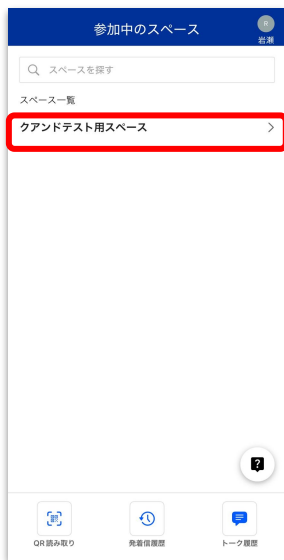 参加中のスペース
R
岩瀬
スペースを探す
スペース一覧
クアンドテスト用スペース
?
QR読み取り
発着信履歴
トーク履歴